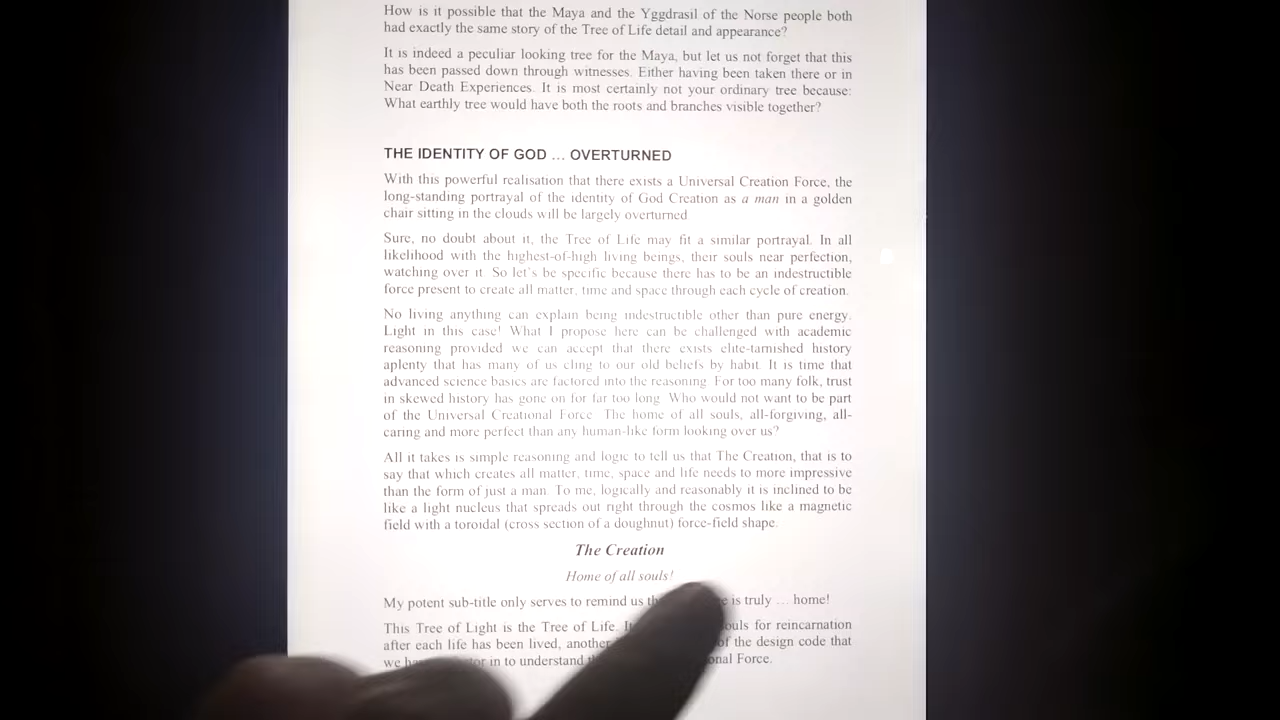 How is it possible that the Maya and the Yggdrasil of the Norse people both
had exactly the same story of the Tree of Life detail and appearance?
It is indeed a peculiar looking tree for the Maya, but let us not forget that this
has been passed down through witnesses. Either having been taken there or in
Near Death Experiences. It is most certainly not your ordinary tree because:
What earthly tree would have both the roots and branches visible together?
THE IDENTITY OF GOD ... OVERTURNED
With this powerful realisation that there exists a Universal Creation Force, the
long-standing portrayal of the identity of God Creation as a man in a golden
chair sitting in the clouds will be largely overturned
Sure, no doubt about it, the Tree of Life may fit a similar portrayal. In all
likelihood with the highest-of-high living beings, their souls near perfection,
watching over it. So let's be specific because there has to be an indestructible
force present to create all matter, time and space through each cycle of creation.
No living anything can explain being indestructible other than pure energy.
Light in this case! What I propose here can be challenged with academic
reasoning provided we can accept that there exists elite-tarnished history
aplenty that has many of us cling to our old beliefs by habit. It is time that
advanced science basics are factored into the reasoning. For too many folk, trust
in skewed history has gone on for far too long. Who would not want to be part
of the Universal Creational Force. The home of all souls, all-forgiving, all-
caring and more perfect than any human-like form looking over us?
All it takes is simple reasoning and logic to tell us that The Creation, that is to
say that which creates all matter, time, space and life needs to more impressive
than the form of just a man. To me, logically and reasonably it is inclined to be
like a light nucleus that spreads out right through the cosmos like a magnetic
field with a toroidal (cross section of a doughnut) force-field shape.
The Creation
Home of all souls!
My potent sub-title only serves to remind us is truly ... home!
This Tree of Light is the Tree of Life. for reincarnation
after each life has been lived, another of the design code that
we in to understand Force.